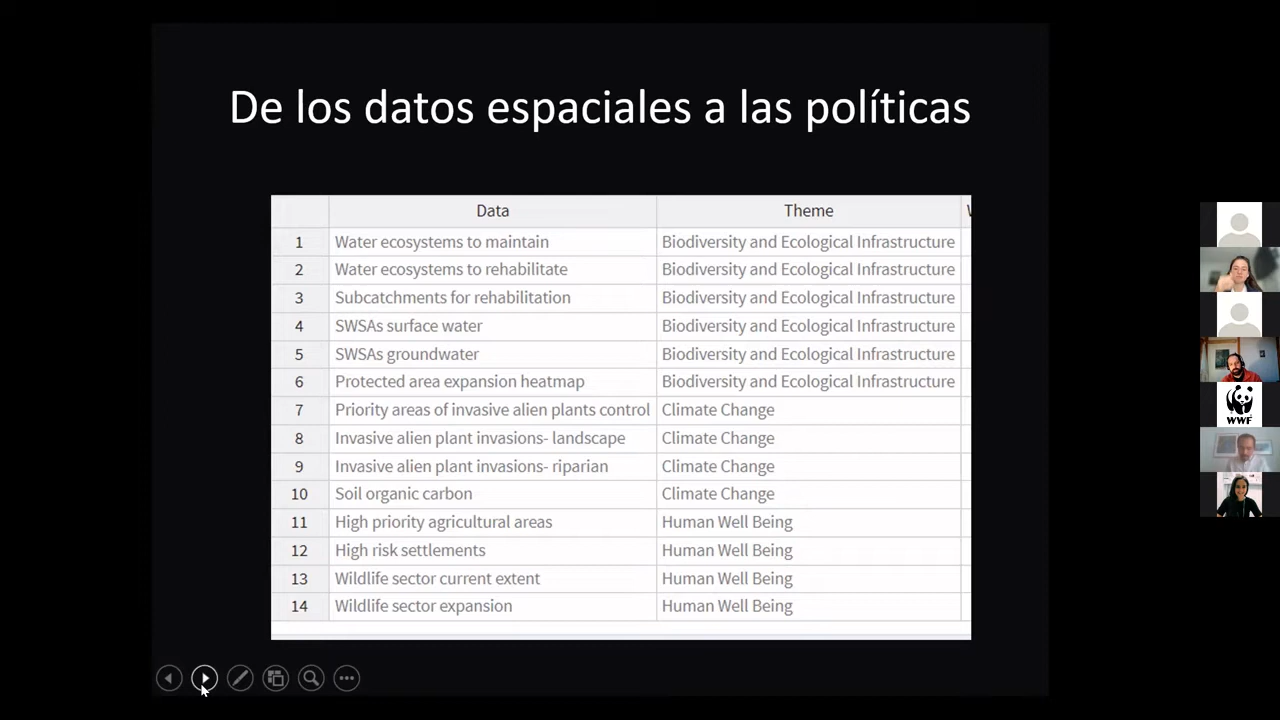 De los datos espaciales a las políticas
Data Theme
1 Water ecosystems to maintain Biodiversity and Ecological Infrastructure
2 Water ecosystems to rehabilitate Biodiversity and Ecological Infrastructure
3 Subcatchments for rehabilitation Biodiversity and Ecological Infrastructure
4 SWSAs surface water Biodiversity and Ecological Infrastructure
5 SWSAs groundwater Biodiversity and Ecological Infrastructure
6 Protected area expansion heatmap Biodiversity and Ecological Infrastructure
7 Priority areas of invasive alien plants control Climate Change
8 Invasive alien plant invasions- landscape Climate Change
9 Invasive alien plant invasions- riparian Climate Change
10 Soil organic carbon Climate Change
11 High priority agricultural areas Human Well Being
12 High risk settlements Human Well Being
13 Wildlife sector current extent Human Well Being
14 Wildlife sector expansion Human Well Being
WWF